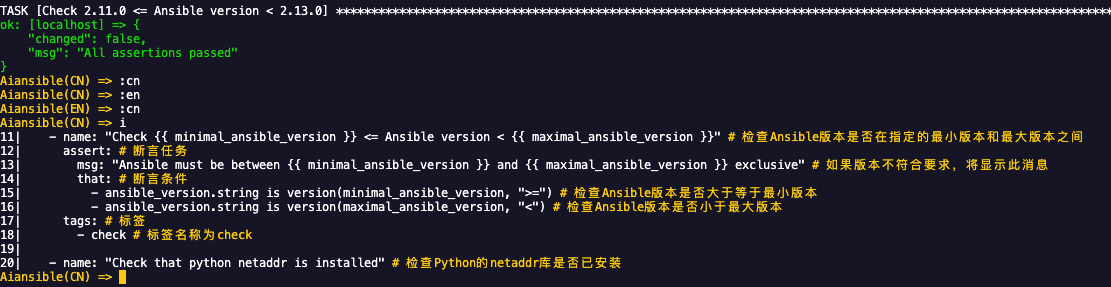 TASK [Check 2.11.0 <= Ansible version < 2.13.0] ****************************************************************************************************************
ok: [localhost] => {
    "changed": false,
    "msg": "All assertions passed"
}
Aiansible(CN) => :cn
Aiansible(CN) => :en
Aiansible(EN) => :cn
Aiansible(CN) => i
11|    - name: "Check {{ minimal_ansible_version }} <= Ansible version < {{ maximal_ansible_version }}" # 检查Ansible版本是否在指定的最小版本和最大版本之间
12|      assert: # 断言任务
13|        msg: "Ansible must be between {{ minimal_ansible_version }} and {{ maximal_ansible_version }} exclusive" # 如果版本不符合要求，将显示此消息
14|        that: # 断言条件
15|          - ansible_version.string is version(minimal_ansible_version, ">=") # 检查Ansible版本是否大于等于最小版本
16|          - ansible_version.string is version(maximal_ansible_version, "<") # 检查Ansible版本是否小于最大版本
17|      tags: # 标签
18|        - check # 标签名称为check
19|
20|    - name: "Check that python netaddr is installed" # 检查Python的netaddr库是否已安装
Aiansible(CN) =>